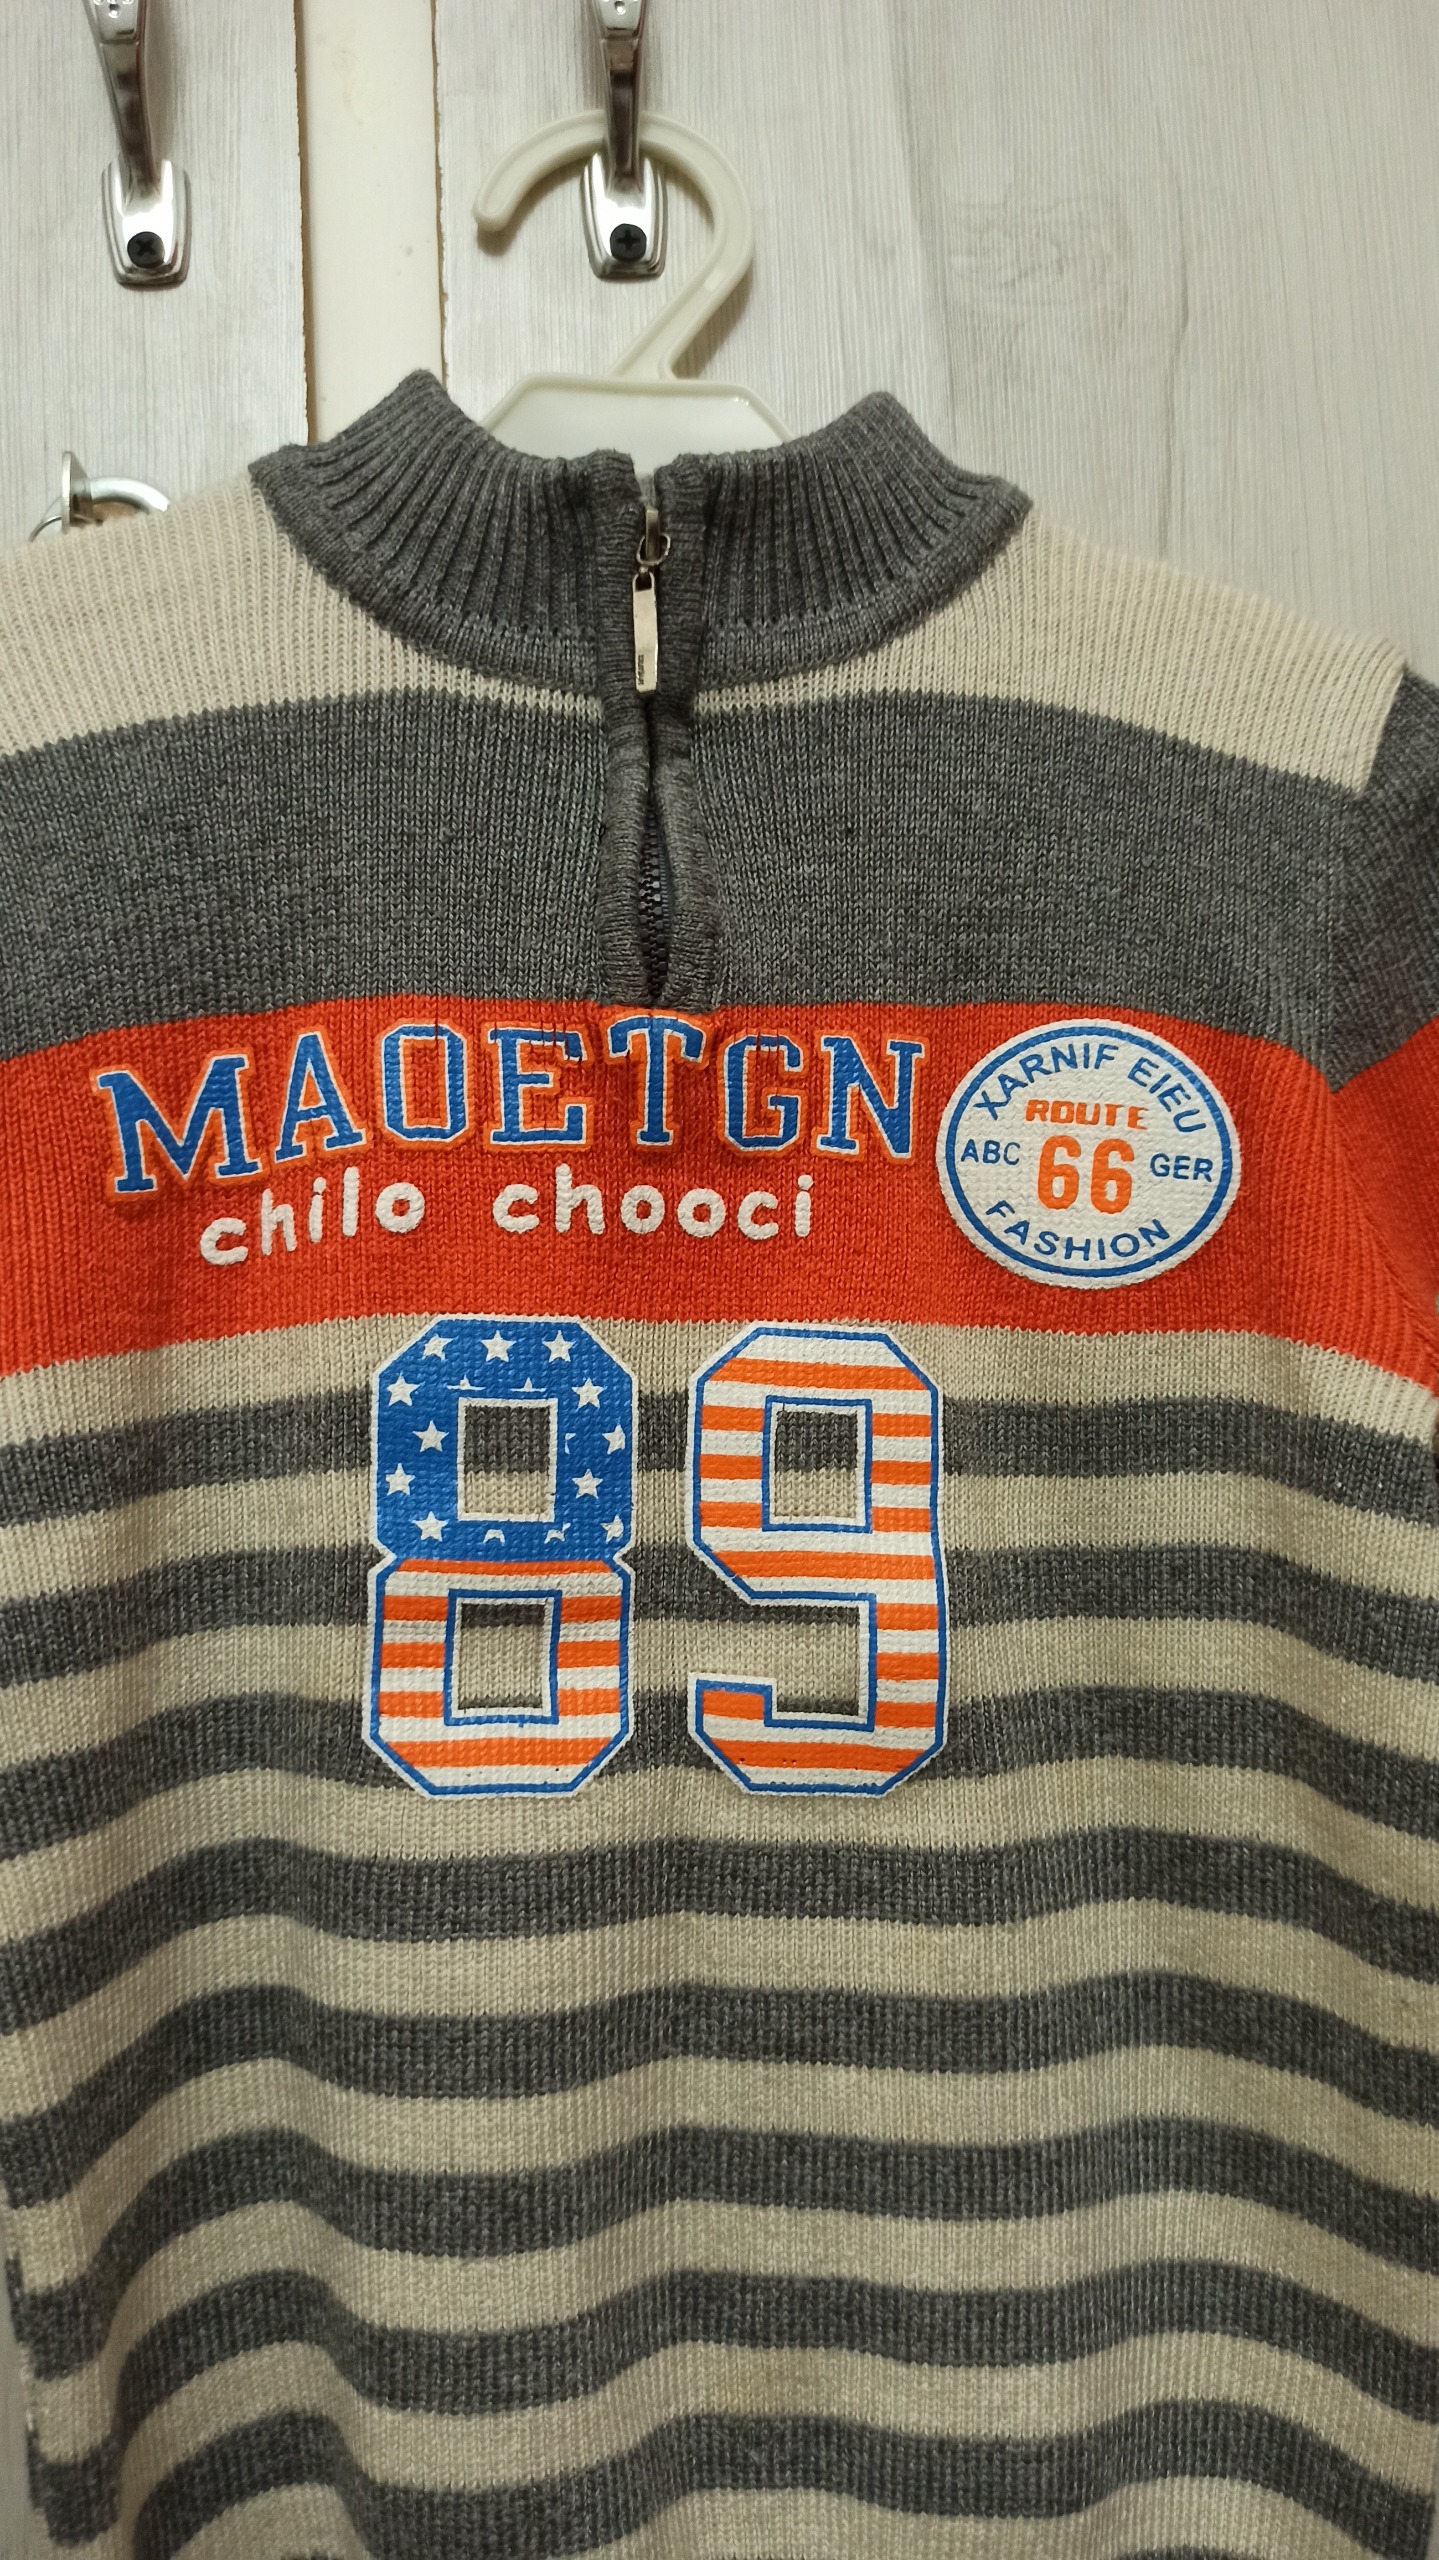 MAOETGN
chilo chooci
XARNIF EIEU
ROUTE
ABC 66 GER
FASHION
89